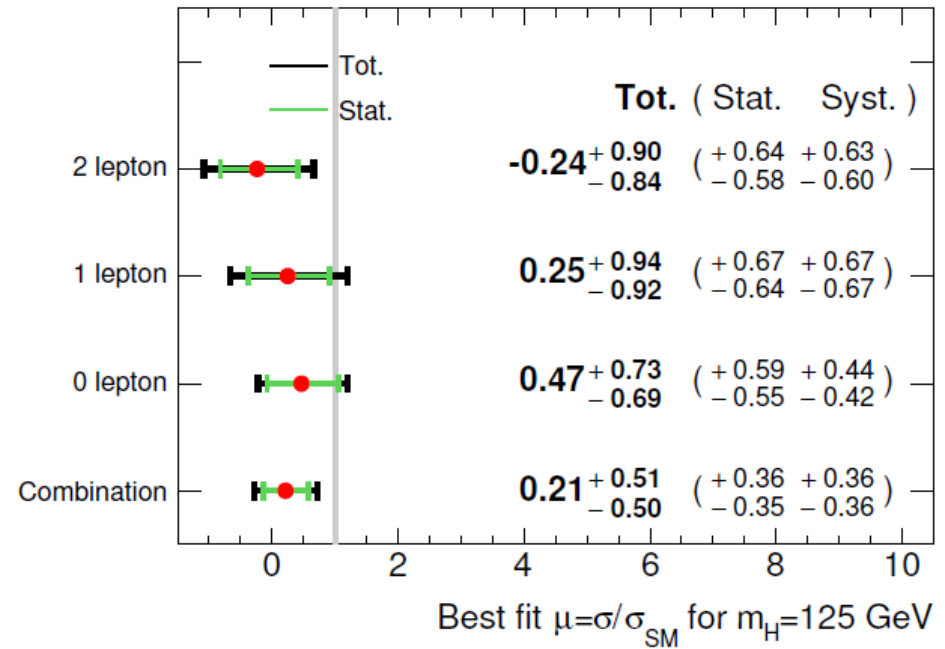 Tot.
Stat.
Tot. ( Stat. Syst. )
2 lepton -0.24 + 0.90 - 0.84 ( + 0.64 - 0.58 + 0.63 - 0.60 )
1 lepton 0.25 + 0.94 - 0.92 ( + 0.67 - 0.64 + 0.67 - 0.67 )
0 lepton 0.47 + 0.73 - 0.69 ( + 0.59 - 0.55 + 0.44 - 0.42 )
Combination 0.21 + 0.51 - 0.50 ( + 0.36 - 0.35 + 0.36 - 0.36 )
0 2 4 6 8 10
Best fit μ=σ/σ_SM for m_H=125 GeV